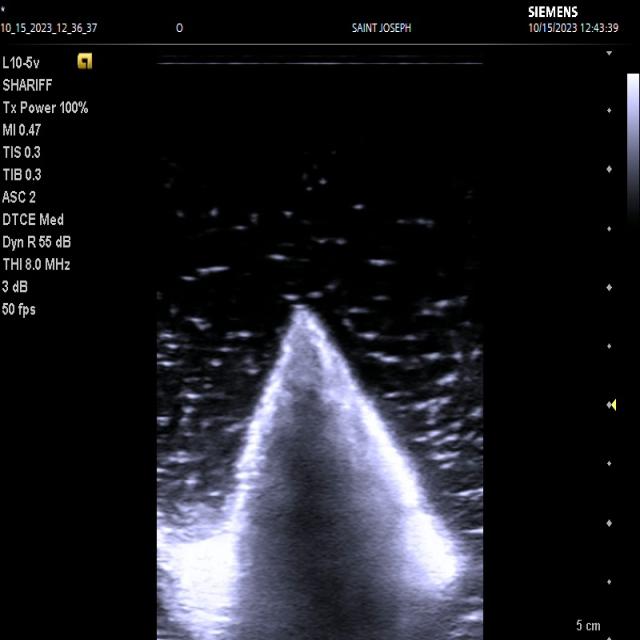 *
SIEMENS
10_15_2023_12_36_37 O SAINT JOSEPH 10/15/2023 12:43:39
L10-5v
SHARIFF
Tx Power 100%
MI 0.47
TIS 0.3
TIB 0.3
ASC 2
DTCE Med
Dyn R 55 dB
THI 8.0 MHz
3 dB
50 fps
5 cm